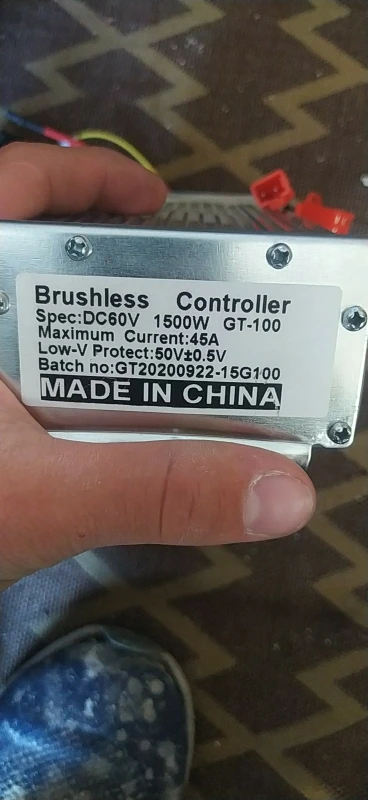 Brushless Controller
Spec:DC60V 1500W GT-100
Maximum Current:45A
Low-V Protect:50V±0.5V
Batch no:GT20200922-15G100
MADE IN CHINA